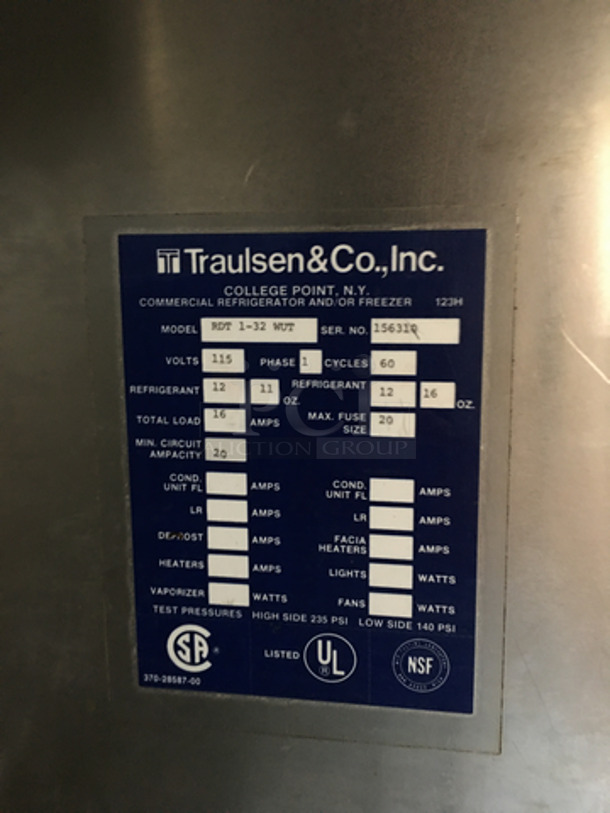 Traulsen & Co., Inc.
COLLEGE POINT, N.Y.
COMMERCIAL REFRIGERATOR AND/OR FREEZER 123H
MODEL RDT 1-32 WUT SER. NO. 156310
VOLTS 115 PHASE 1 CYCLES 60
REFRIGERANT 12 11 OZ. REFRIGERANT 12 16 OZ.
TOTAL LOAD 16 AMPS MAX. FUSE SIZE 20
MIN. CIRCUIT AMPACITY 20
PCI
AUCTION GROUP
COND. UNIT FL AMPS COND. UNIT FL AMPS
LR AMPS LR AMPS
DEFROST AMPS FACIA HEATERS AMPS
HEATERS AMPS LIGHTS WATTS
VAPORIZER WATTS FANS WATTS
TEST PRESSURES HIGH SIDE 235 PSI LOW SIDE 140 PSI
SA ® LISTED UL ® NSF
370-28587-00